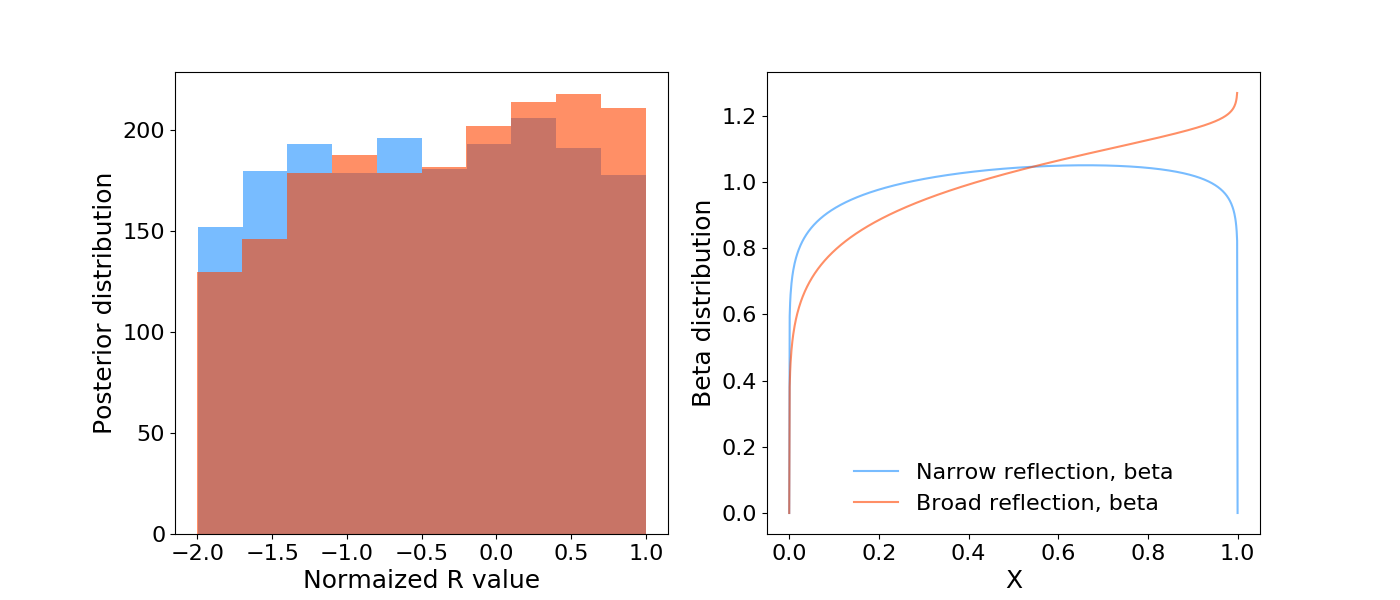 Posterior distribution
200
150
100
50
0
−2.0 −1.5 −1.0 −0.5 0.0 0.5 1.0
Normaized R value
Beta distribution
1.2
1.0
0.8
0.6
0.4
0.2
0.0
0.0 0.2 0.4 0.6 0.8 1.0
X
Narrow reflection, beta
Broad reflection, beta